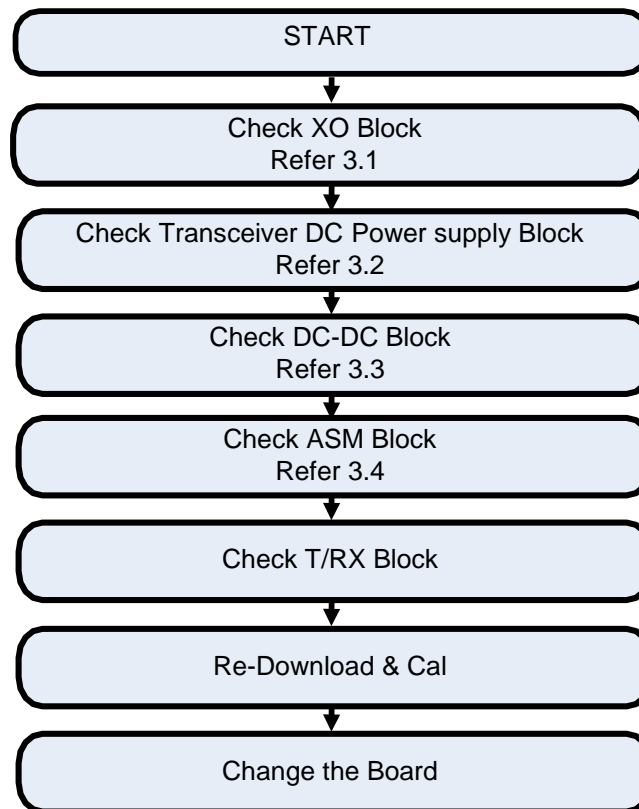 START
Check XO Block
Refer 3.1
Check Transceiver DC Power supply Block
Refer 3.2
Check DC-DC Block
Refer 3.3
Check ASM Block
Refer 3.4
Check T/RX Block
Re-Download & Cal
Change the Board